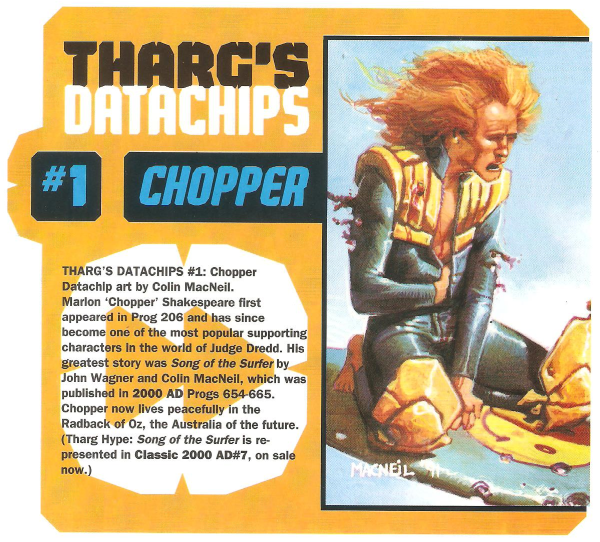 THARG'S
DATACHIPS
#1
CHOPPER
THARG'S DATACHIPS #1: Chopper
Datachip art by Colin MacNeil.
Marlon 'Chopper' Shakespeare first
appeared in Prog 206 and has since
become one of the most popular supporting
characters in the world of Judge Dredd. His
greatest story was Song of the Surfer by
John Wagner and Colin MacNeil, which was
published in 2000 AD Progs 654-665.
Chopper now lives peacefully in the
Radback of Oz, the Australia of the future.
(Tharg Hype: Song of the Surfer is re-
presented in Classic 2000 AD#7, on sale
now.)
MACNEIL